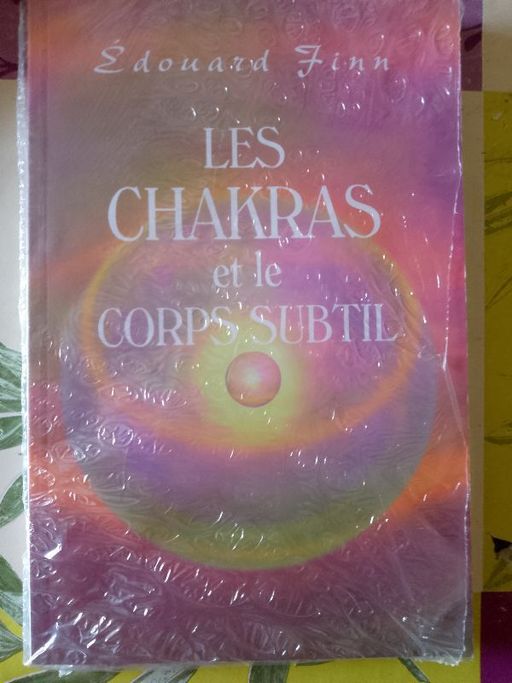 Édouard Finn
LES
CHAKRAS
et le
CORPS SUBTIL